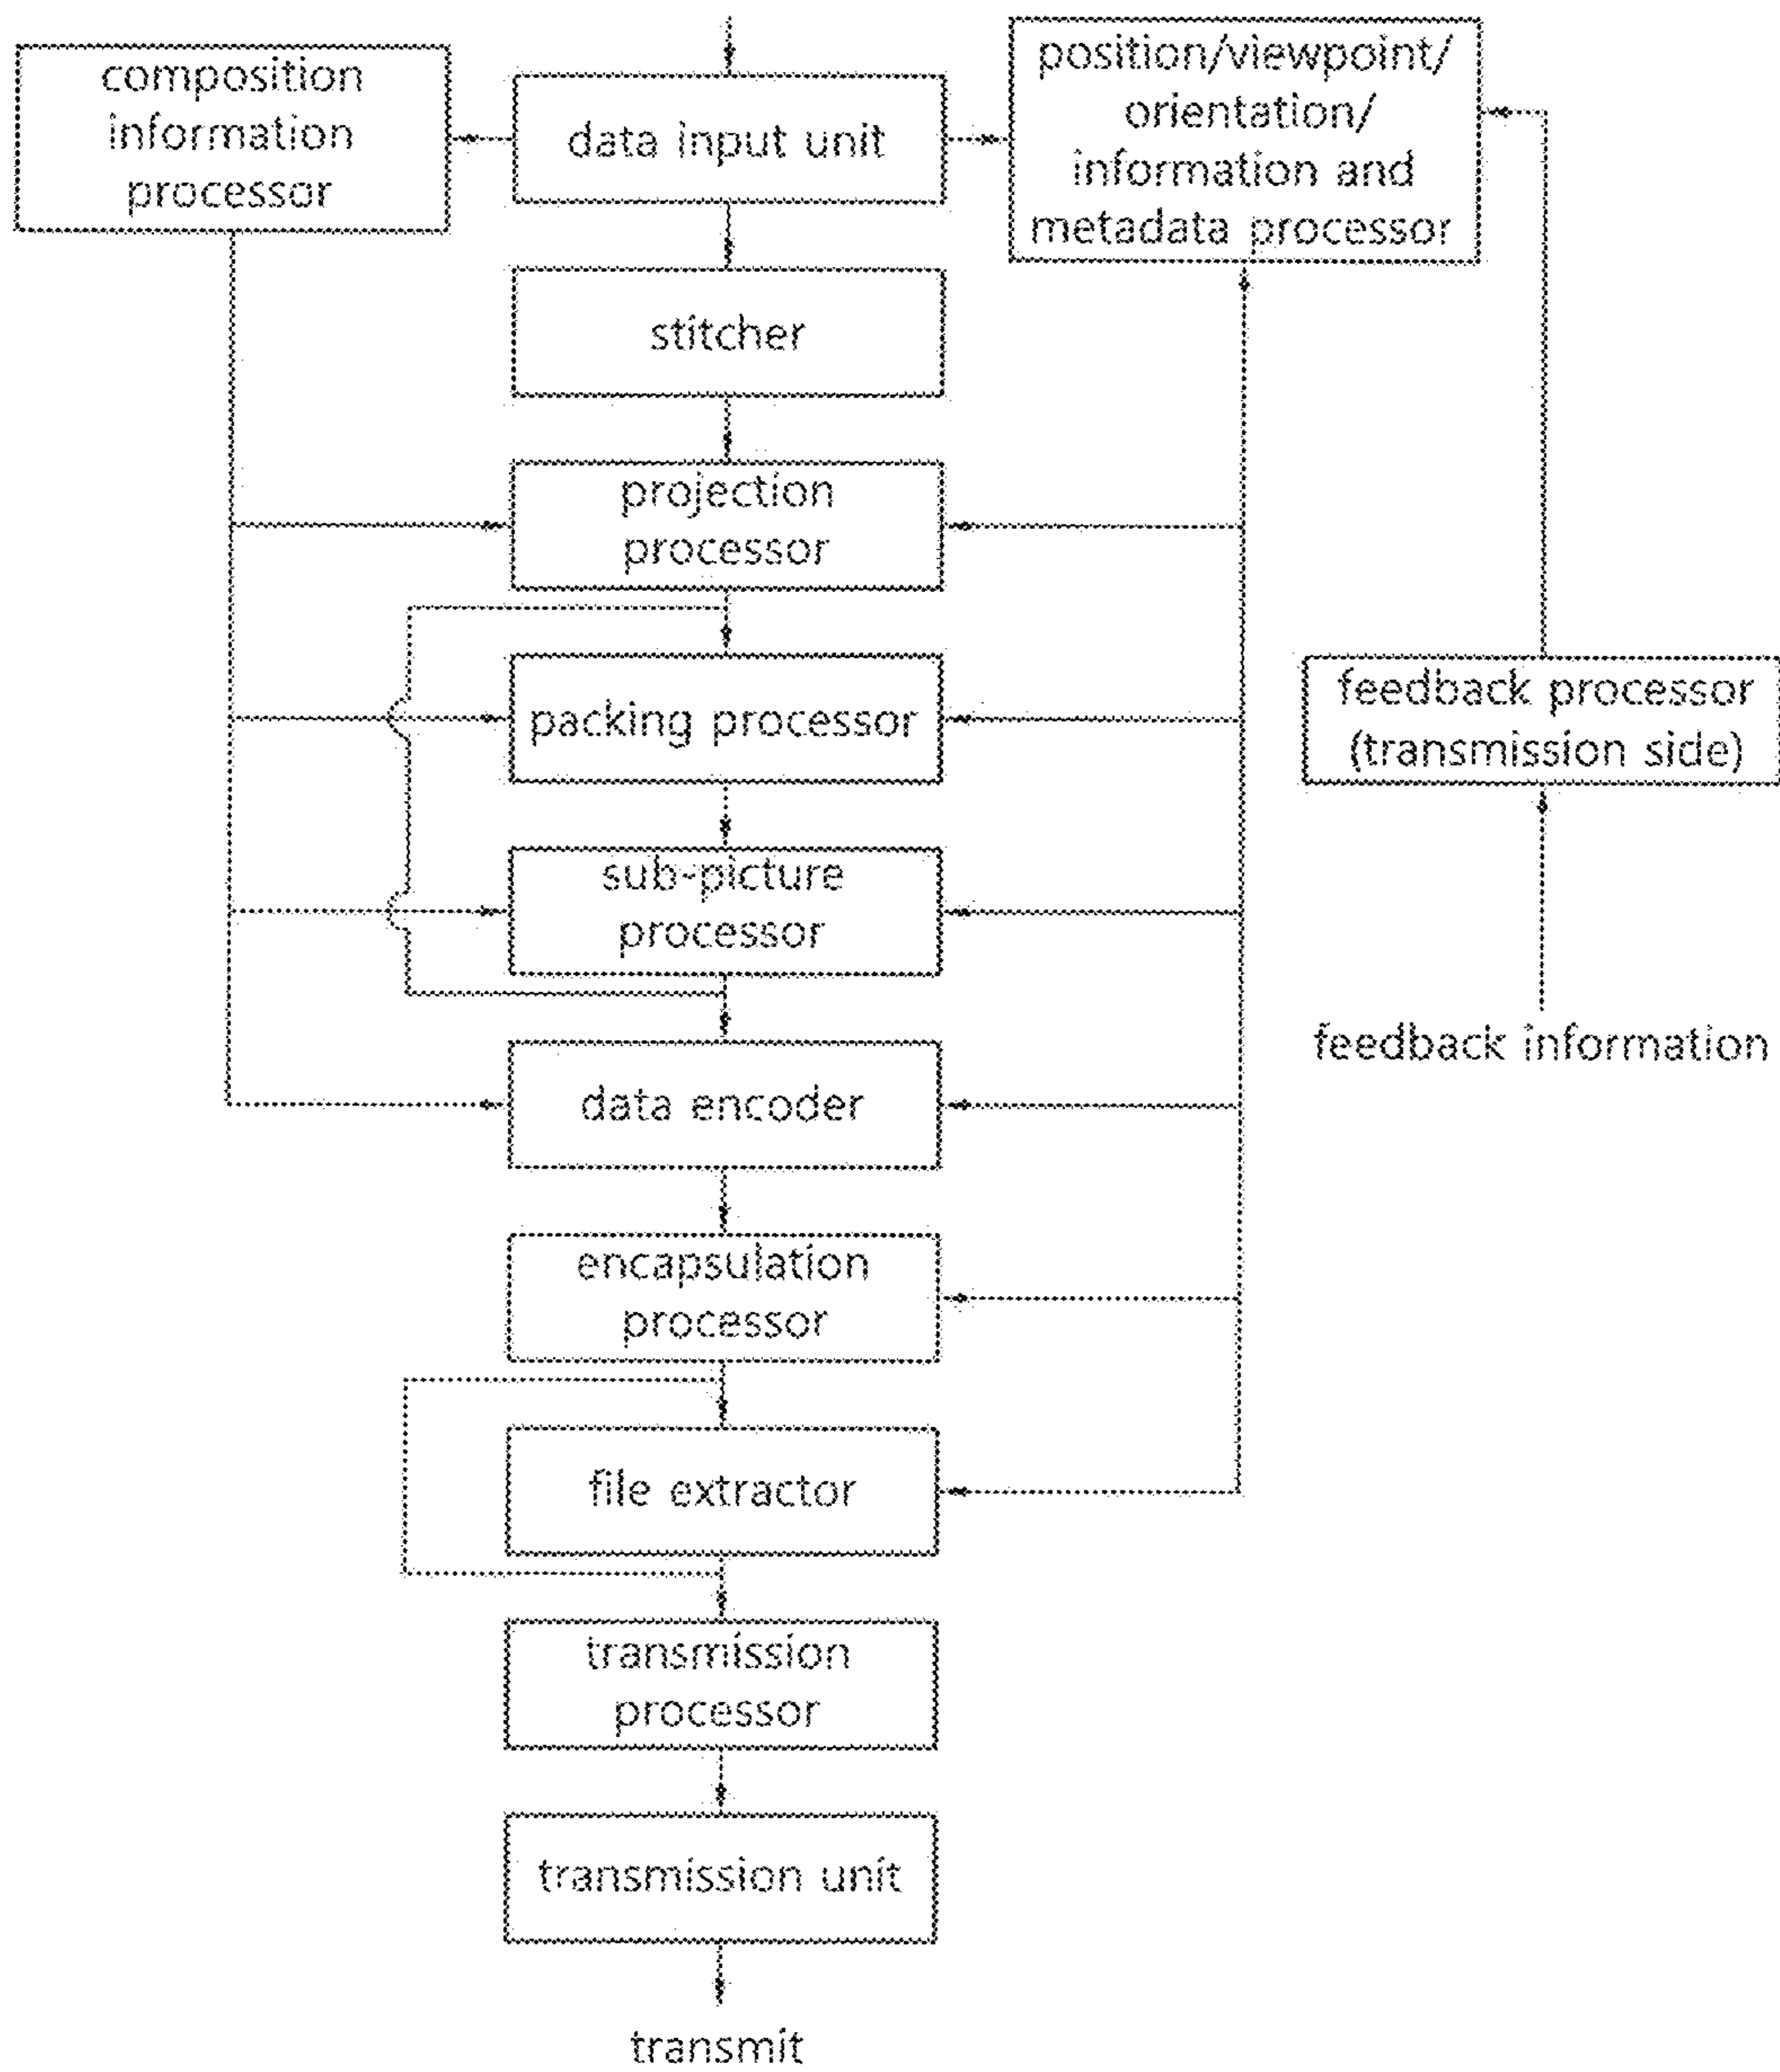 composition
information
processor
data input unit
position/viewpoint/
orientation/
information and
metadata processor
stitcher
projection
processor
packing processor
feedback processor
(transmission side)
sub-picture
processor
feedback information
data encoder
encapsulation
processor
file extractor
transmission
processor
transmission unit
transmit